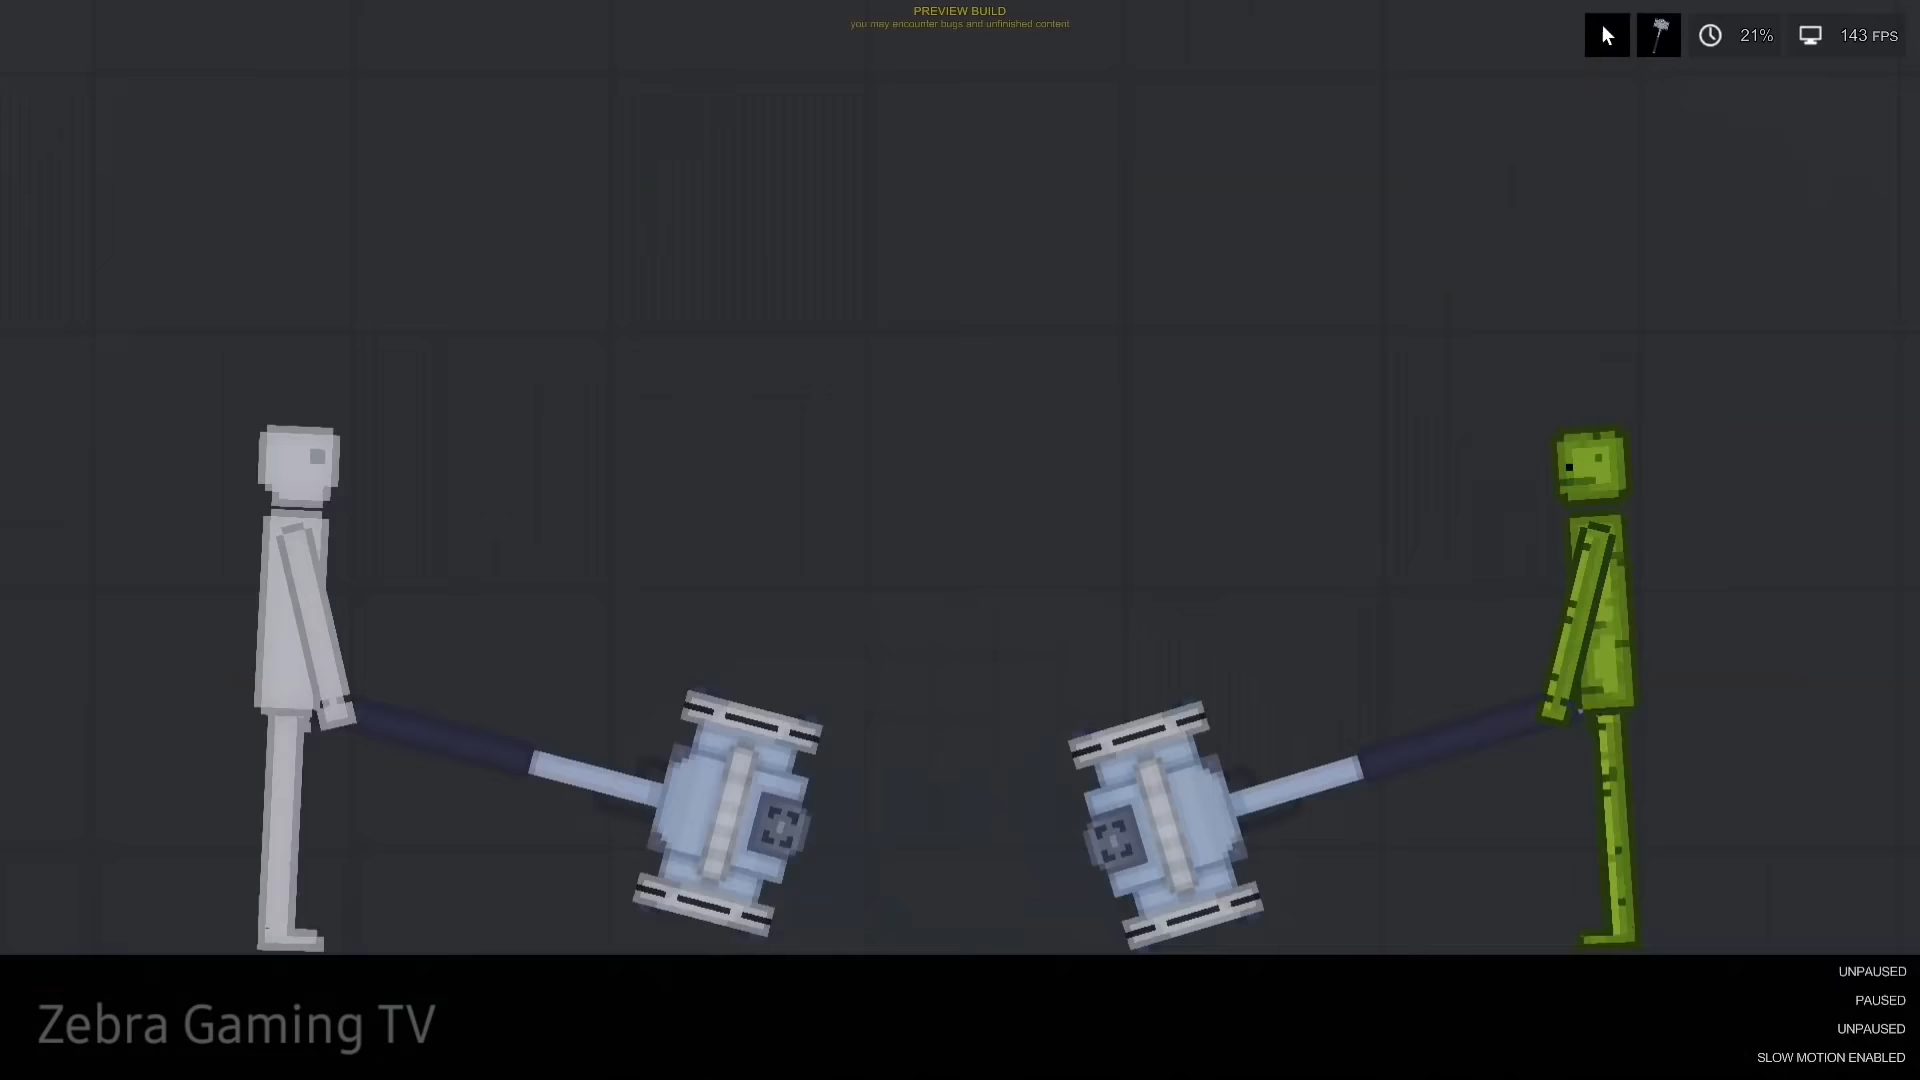 PREVIEW BUILD
you may encounter bugs and unfinished content
21%
143 FPS
Zebra Gaming TV
UNPAUSED
PAUSED
UNPAUSED
SLOW MOTION ENABLED